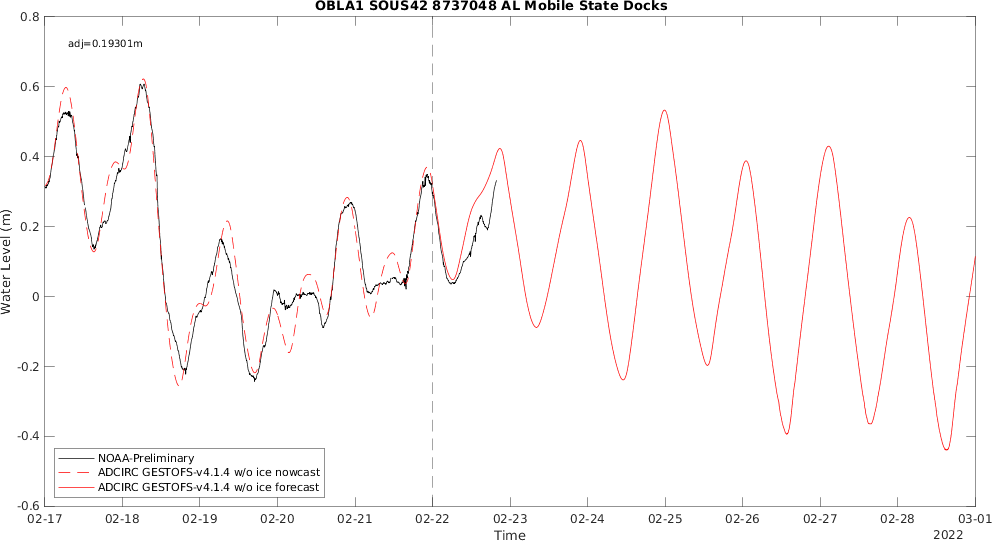 OBLA1 SOUS42 8737048 AL Mobile State Docks
adj=0.19301m
0.8
0.6
0.4
0.2
0
-0.2
-0.4
-0.6
Water Level (m)
NOAA-Preliminary
ADCIRC GESTOFS-v4.1.4 w/o ice nowcast
ADCIRC GESTOFS-v4.1.4 w/o ice forecast
02-17 02-18 02-19 02-20 02-21 02-22 02-23 02-24 02-25 02-26 02-27 02-28 03-01
Time
2022